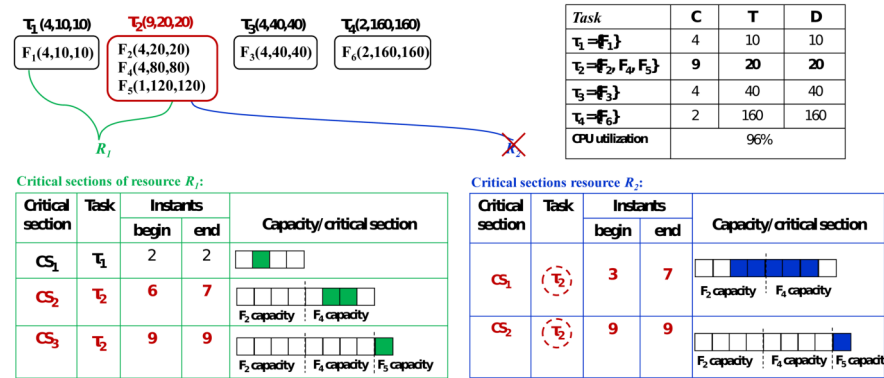 τ1 (4,10,10) τ2(9,20,20) τ3(4,40,40) τ4(2,160,160)
F1(4,10,10)
F2(4,20,20)
F4(4,80,80)
F5(1,120,120)
F3(4,40,40)
F6(2,160,160)
R1
R2
Task C T D
τ1 ={F1} 4 10 10
τ2={F2, F4, F5} 9 20 20
τ3={F3} 4 40 40
τ4={F6} 2 160 160
CPU utilization 96%
Critical sections of resource R1:
Critical section Task Instants Capacity/ critical section
begin end
CS1 τ1 2 2
CS2 τ2 6 7
F2 capacity F4 capacity
CS3 τ2 9 9
F2 capacity F4 capacity F5 capacity
Critical sections resource R2:
Critical section Task Instants Capacity/ critical section
begin end
CS1 τ2 3 7
F2 capacity F4 capacity
CS2 τ2 9 9
F2 capacity F4 capacity F5 capa